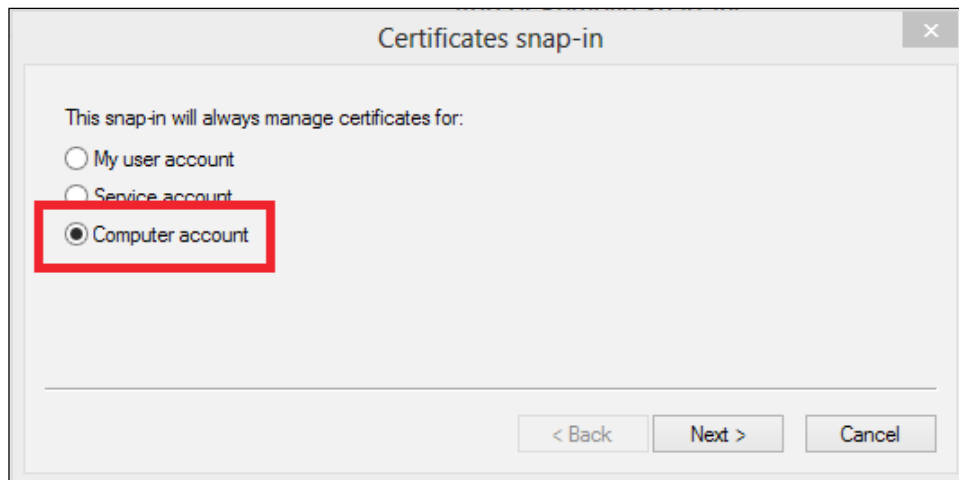 Certificates snap-in
This snap-in will always manage certificates for:
My user account
Service account
Computer account
< Back
Next >
Cancel